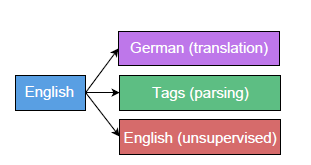 German (translation)
English
Tags (parsing)
English (unsupervised)